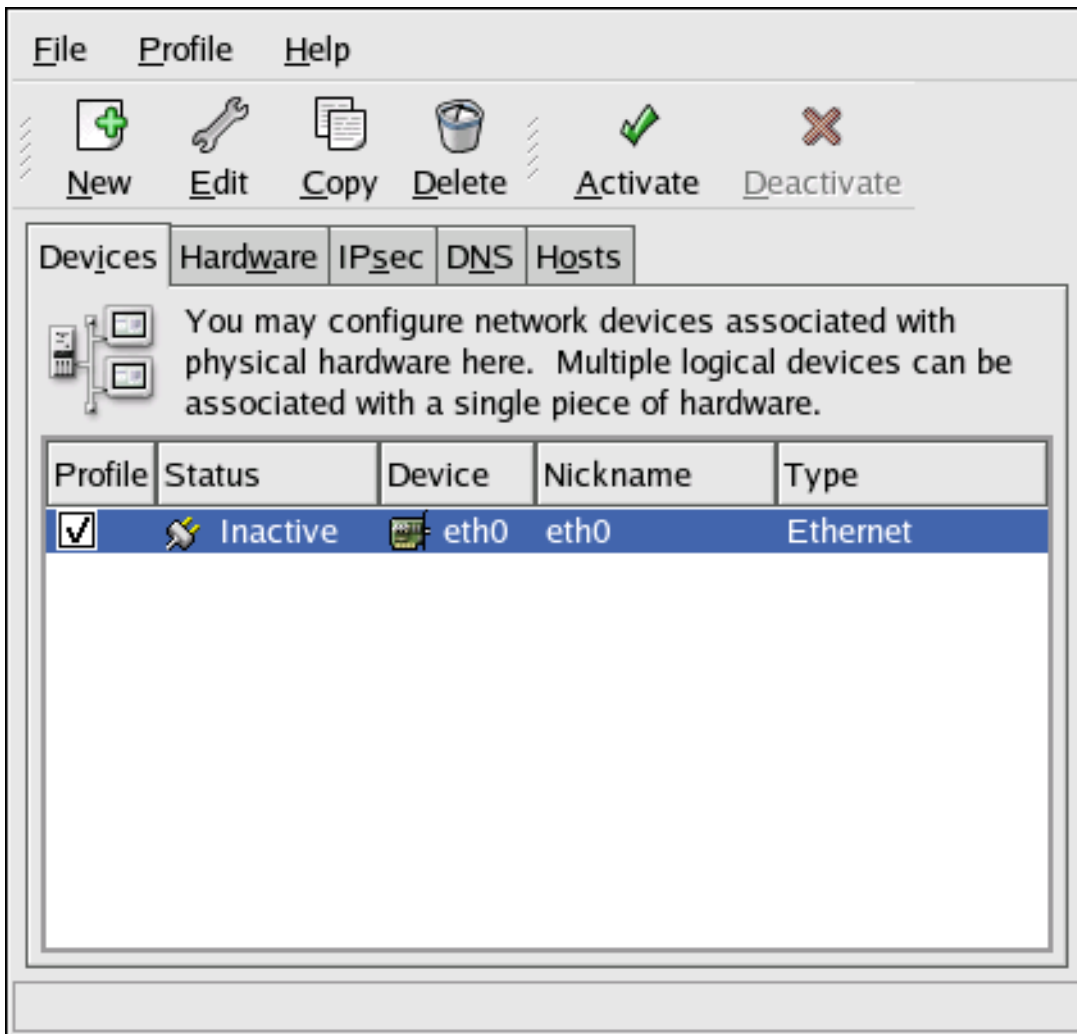 File Profile Help
New Edit Copy Delete Activate Deactivate
Devices Hardware IPsec DNS Hosts
You may configure network devices associated with
physical hardware here. Multiple logical devices can be
associated with a single piece of hardware.
Profile Status Device Nickname Type
Inactive eth0 eth0 Ethernet